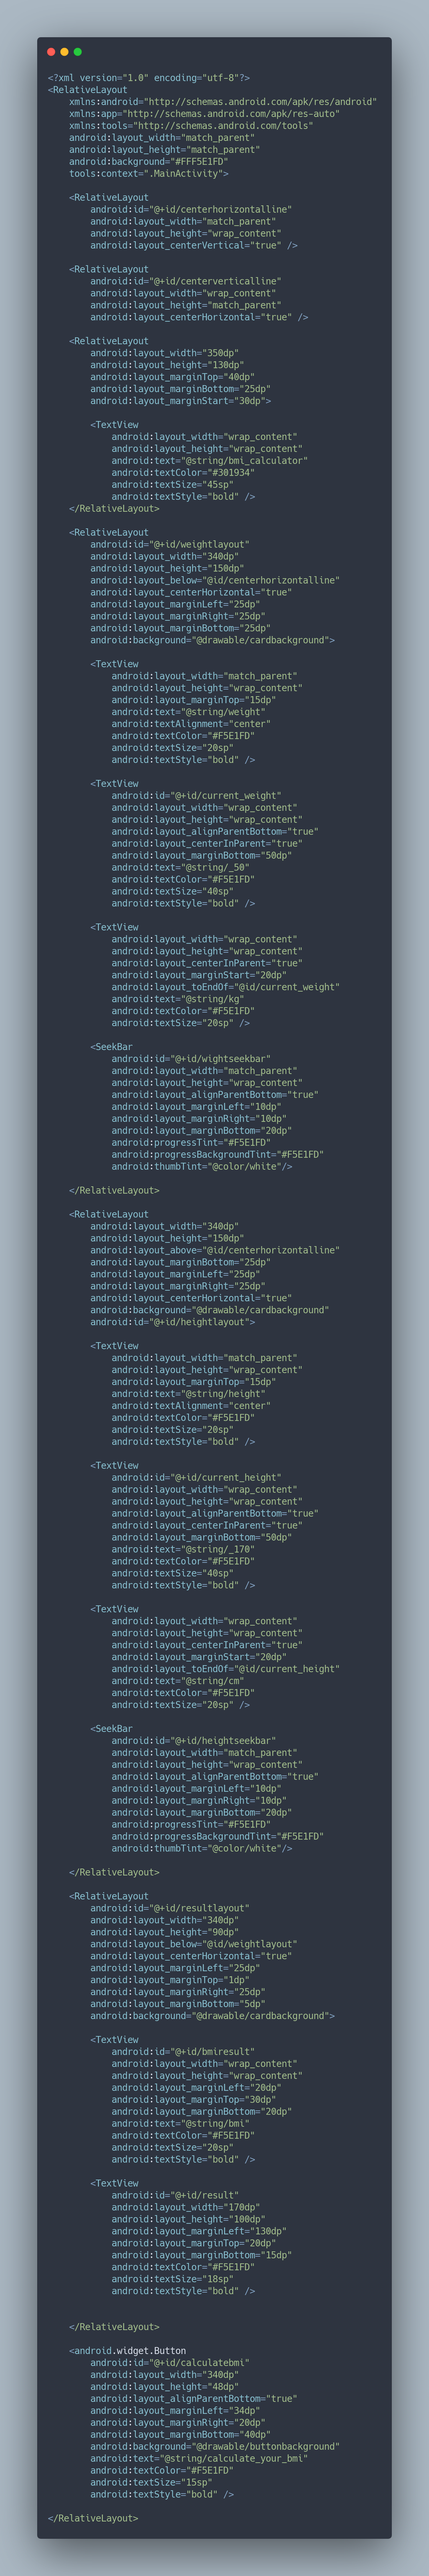 <?xml version="1.0" encoding="utf-8"?>
<RelativeLayout
    xmlns:android="http://schemas.android.com/apk/res/android"
    xmlns:app="http://schemas.android.com/apk/res-auto"
    xmlns:tools="http://schemas.android.com/tools"
    android:layout_width="match_parent"
    android:layout_height="match_parent"
    android:background="#FFF5E1FD"
    tools:context=".MainActivity">

    <RelativeLayout
        android:id="@+id/centerhorizontalline"
        android:layout_width="match_parent"
        android:layout_height="wrap_content"
        android:layout_centerVertical="true" />

    <RelativeLayout
        android:id="@+id/centerverticalline"
        android:layout_width="wrap_content"
        android:layout_height="match_parent"
        android:layout_centerHorizontal="true" />

    <RelativeLayout
        android:layout_width="350dp"
        android:layout_height="130dp"
        android:layout_marginTop="40dp"
        android:layout_marginBottom="25dp"
        android:layout_marginStart="30dp">

        <TextView
            android:layout_width="wrap_content"
            android:layout_height="wrap_content"
            android:text="@string/bmi_calculator"
            android:textColor="#301934"
            android:textSize="45sp"
            android:textStyle="bold" />
    </RelativeLayout>

    <RelativeLayout
        android:id="@+id/weightlayout"
        android:layout_width="340dp"
        android:layout_height="150dp"
        android:layout_below="@id/centerhorizontalline"
        android:layout_centerHorizontal="true"
        android:layout_marginLeft="25dp"
        android:layout_marginRight="25dp"
        android:layout_marginBottom="25dp"
        android:background="@drawable/cardbackground">

        <TextView
            android:layout_width="match_parent"
            android:layout_height="wrap_content"
            android:layout_marginTop="15dp"
            android:text="@string/weight"
            android:textAlignment="center"
            android:textColor="#F5E1FD"
            android:textSize="20sp"
            android:textStyle="bold" />

        <TextView
            android:id="@+id/current_weight"
            android:layout_width="wrap_content"
            android:layout_height="wrap_content"
            android:layout_alignParentBottom="true"
            android:layout_centerInParent="true"
            android:layout_marginBottom="50dp"
            android:text="@string/_50"
            android:textColor="#F5E1FD"
            android:textSize="40sp"
            android:textStyle="bold" />

        <TextView
            android:layout_width="wrap_content"
            android:layout_height="wrap_content"
            android:layout_centerInParent="true"
            android:layout_marginStart="20dp"
            android:layout_toEndOf="@id/current_weight"
            android:text="@string/kg"
            android:textColor="#F5E1FD"
            android:textSize="20sp" />

        <SeekBar
            android:id="@+id/wightseekbar"
            android:layout_width="match_parent"
            android:layout_height="wrap_content"
            android:layout_alignParentBottom="true"
            android:layout_marginLeft="10dp"
            android:layout_marginRight="10dp"
            android:layout_marginBottom="20dp"
            android:progressTint="#F5E1FD"
            android:progressBackgroundTint="#F5E1FD"
            android:thumbTint="@color/white"/>

    </RelativeLayout>

    <RelativeLayout
        android:layout_width="340dp"
        android:layout_height="150dp"
        android:layout_above="@id/centerhorizontalline"
        android:layout_marginBottom="25dp"
        android:layout_marginLeft="25dp"
        android:layout_marginRight="25dp"
        android:layout_centerHorizontal="true"
        android:background="@drawable/cardbackground"
        android:id="@+id/heightlayout">

        <TextView
            android:layout_width="match_parent"
            android:layout_height="wrap_content"
            android:layout_marginTop="15dp"
            android:text="@string/height"
            android:textAlignment="center"
            android:textColor="#F5E1FD"
            android:textSize="20sp"
            android:textStyle="bold" />

        <TextView
            android:id="@+id/current_height"
            android:layout_width="wrap_content"
            android:layout_height="wrap_content"
            android:layout_alignParentBottom="true"
            android:layout_centerInParent="true"
            android:layout_marginBottom="50dp"
            android:text="@string/_170"
            android:textColor="#F5E1FD"
            android:textSize="40sp"
            android:textStyle="bold" />

        <TextView
            android:layout_width="wrap_content"
            android:layout_height="wrap_content"
            android:layout_centerInParent="true"
            android:layout_marginStart="20dp"
            android:layout_toEndOf="@id/current_height"
            android:text="@string/cm"
            android:textColor="#F5E1FD"
            android:textSize="20sp" />

        <SeekBar
            android:id="@+id/heightseekbar"
            android:layout_width="match_parent"
            android:layout_height="wrap_content"
            android:layout_alignParentBottom="true"
            android:layout_marginLeft="10dp"
            android:layout_marginRight="10dp"
            android:layout_marginBottom="20dp"
            android:progressTint="#F5E1FD"
            android:progressBackgroundTint="#F5E1FD"
            android:thumbTint="@color/white"/>

    </RelativeLayout>

    <RelativeLayout
        android:id="@+id/resultlayout"
        android:layout_width="340dp"
        android:layout_height="90dp"
        android:layout_below="@id/weightlayout"
        android:layout_centerHorizontal="true"
        android:layout_marginLeft="25dp"
        android:layout_marginTop="1dp"
        android:layout_marginRight="25dp"
        android:layout_marginBottom="5dp"
        android:background="@drawable/cardbackground">

        <TextView
            android:id="@+id/bmiresult"
            android:layout_width="wrap_content"
            android:layout_height="wrap_content"
            android:layout_marginLeft="20dp"
            android:layout_marginTop="30dp"
            android:layout_marginBottom="20dp"
            android:text="@string/bmi"
            android:textColor="#F5E1FD"
            android:textSize="20sp"
            android:textStyle="bold" />

        <TextView
            android:id="@+id/result"
            android:layout_width="170dp"
            android:layout_height="100dp"
            android:layout_marginLeft="130dp"
            android:layout_marginTop="20dp"
            android:layout_marginBottom="15dp"
            android:textColor="#F5E1FD"
            android:textSize="18sp"
            android:textStyle="bold" />


    </RelativeLayout>

    <android.widget.Button
        android:id="@+id/calculatebmi"
        android:layout_width="340dp"
        android:layout_height="48dp"
        android:layout_alignParentBottom="true"
        android:layout_marginLeft="34dp"
        android:layout_marginRight="20dp"
        android:layout_marginBottom="40dp"
        android:background="@drawable/buttonbackground"
        android:text="@string/calculate_your_bmi"
        android:textColor="#F5E1FD"
        android:textSize="15sp"
        android:textStyle="bold" />

</RelativeLayout>